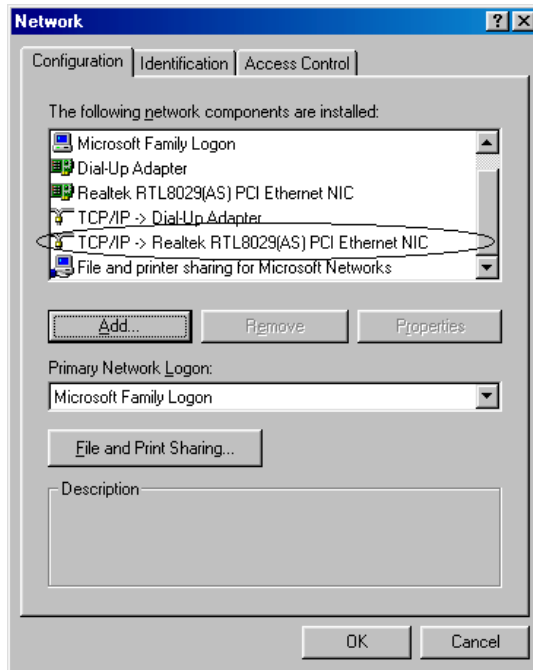 Network
Configuration Identification Access Control
The following network components are installed:
Microsoft Family Logon
Dial-Up Adapter
Realtek RTL8029(AS) PCI Ethernet NIC
TCP/IP -> Dial-Up Adapter
TCP/IP -> Realtek RTL8029(AS) PCI Ethernet NIC
File and printer sharing for Microsoft Networks
Add... Remove Properties
Primary Network Logon:
Microsoft Family Logon
File and Print Sharing...
Description
OK Cancel